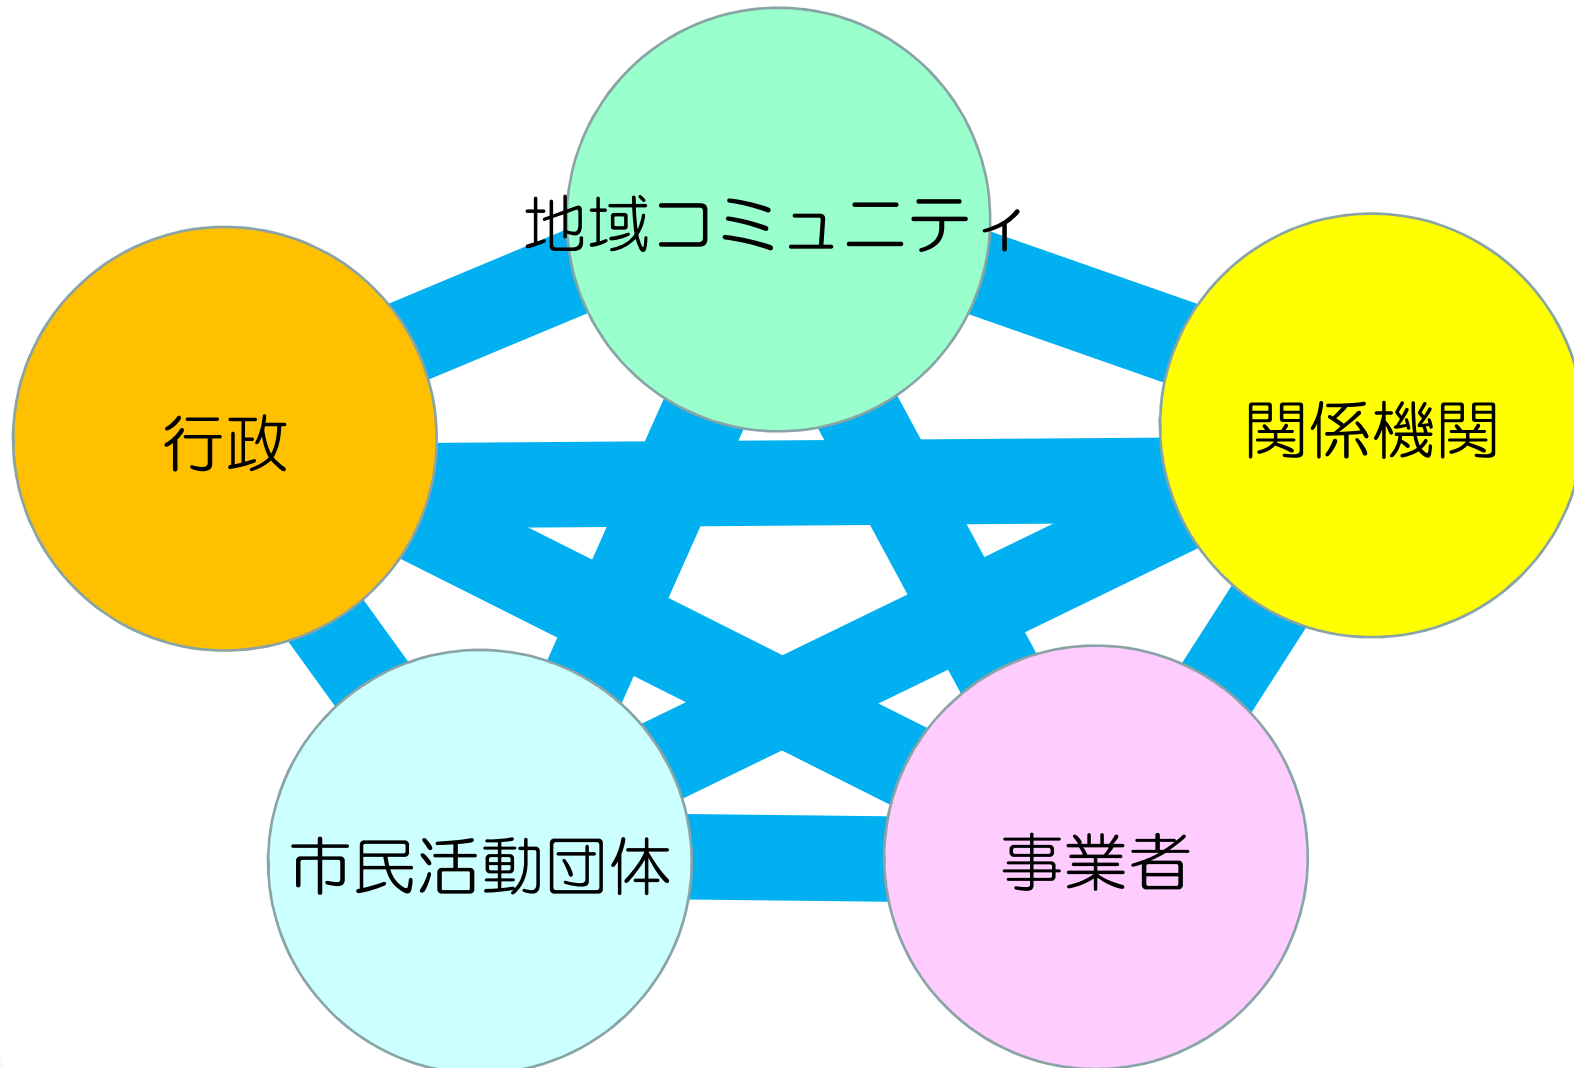 地域コミュニティ
行政
関係機関
市民活動団体
事業者